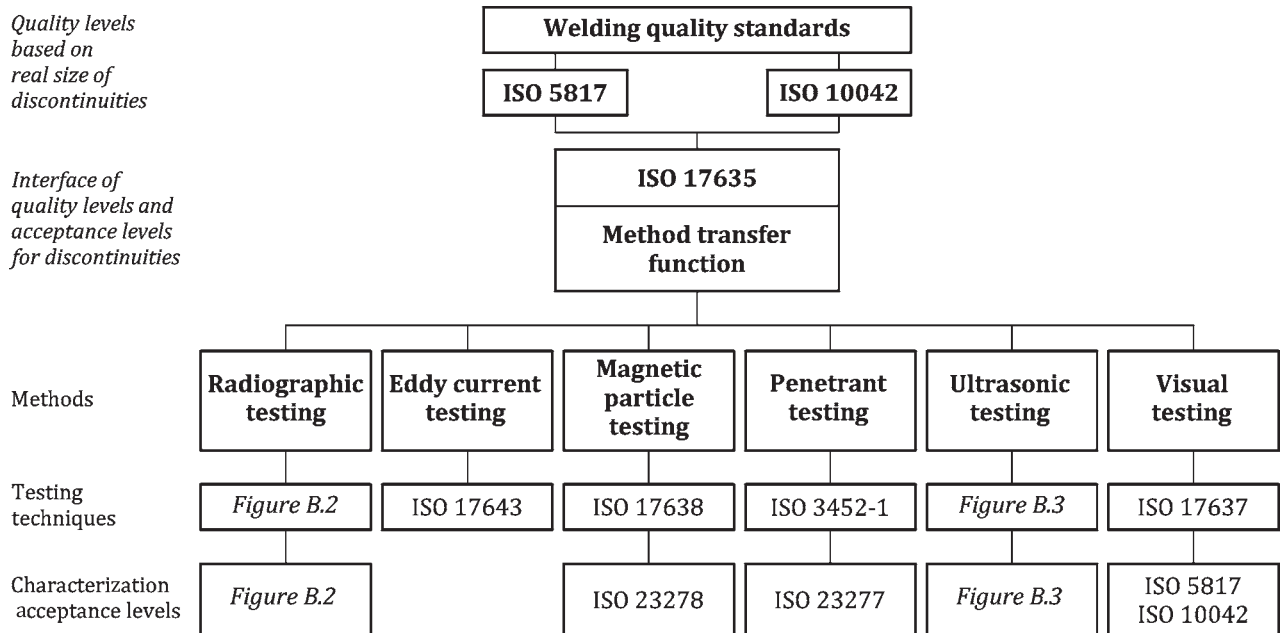 Quality levels
based on
real size of
discontinuities
Welding quality standards
ISO 5817
ISO 10042
Interface of
quality levels and
acceptance levels
for discontinuities
ISO 17635
Method transfer
function
Methods
Radiographic
testing
Eddy current
testing
Magnetic
particle
testing
Penetrant
testing
Ultrasonic
testing
Visual
testing
Testing
techniques
Figure B.2
ISO 17643
ISO 17638
ISO 3452-1
Figure B.3
ISO 17637
Characterization
acceptance levels
Figure B.2
ISO 23278
ISO 23277
Figure B.3
ISO 5817
ISO 10042